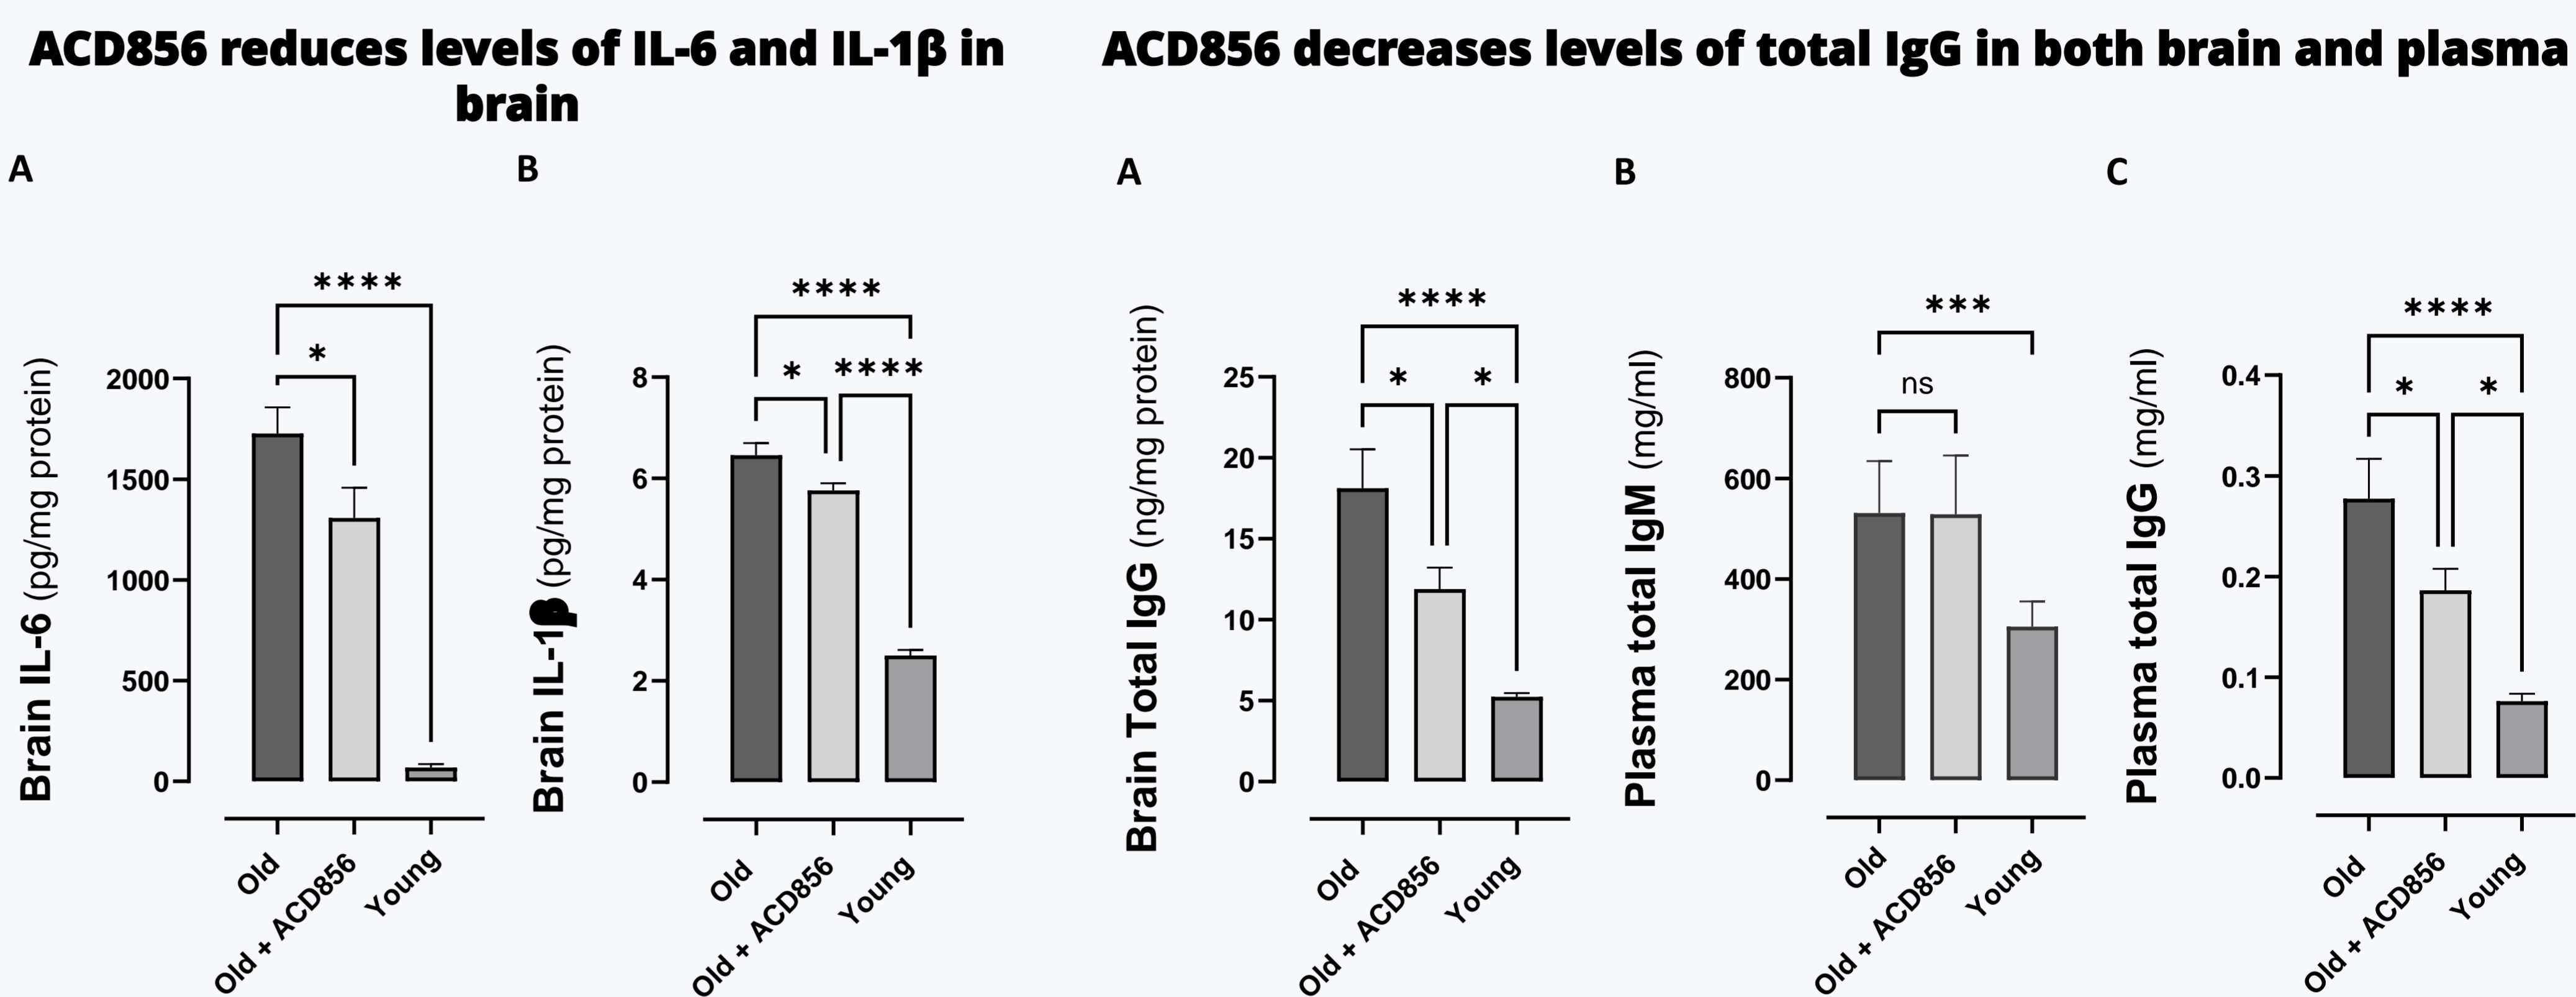 ACD856 reduces levels of IL-6 and IL-1β in
brain
A
Brain IL-6 (pg/mg protein)
2000
1500
1000
500
0
****
*
Old
Old + ACD856
Young
B
Brain IL-1β (pg/mg protein)
8
6
4
2
0
****
* ****
Old
Old + ACD856
Young
ACD856 decreases levels of total IgG in both brain and plasma
A
Brain Total IgG (ng/mg protein)
25
20
15
10
5
0
****
* *
Old
Old + ACD856
Young
B
Plasma total IgM (mg/ml)
800
600
400
200
0
***
ns
Old
Old + ACD856
Young
C
Plasma total IgG (mg/ml)
0.4
0.3
0.2
0.1
0.0
****
* *
Old
Old + ACD856
Young